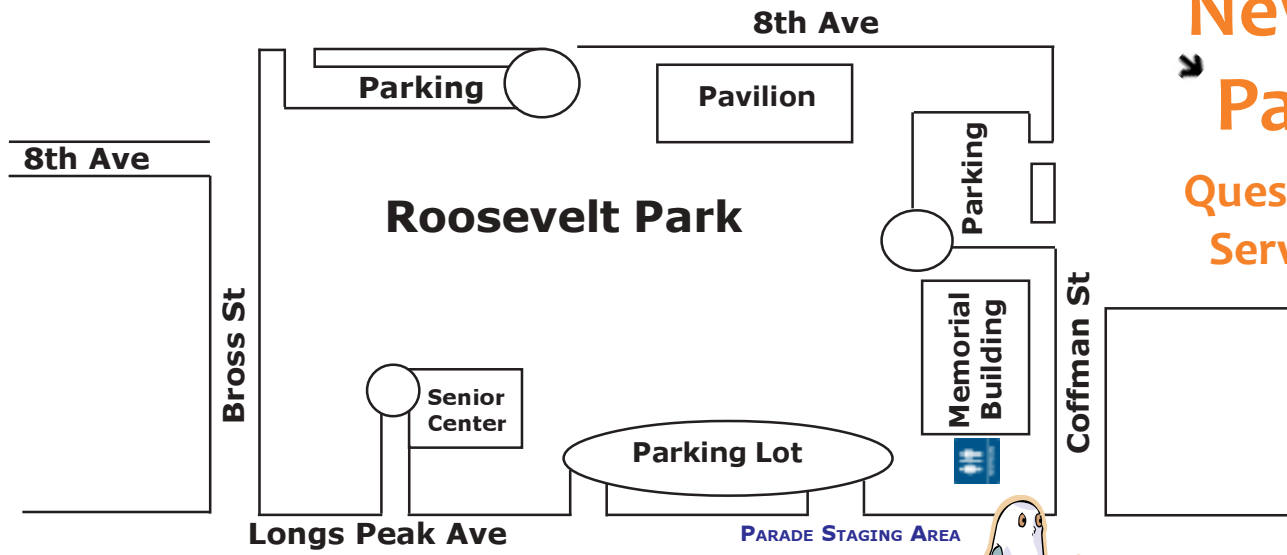 8th Ave
Parking
Pavilion
8th Ave
Parking
Roosevelt Park
Bross St
Memorial
Building
Coffman St
Senior
Center
Parking Lot
Longs Peak Ave
PARADE STAGING AREA